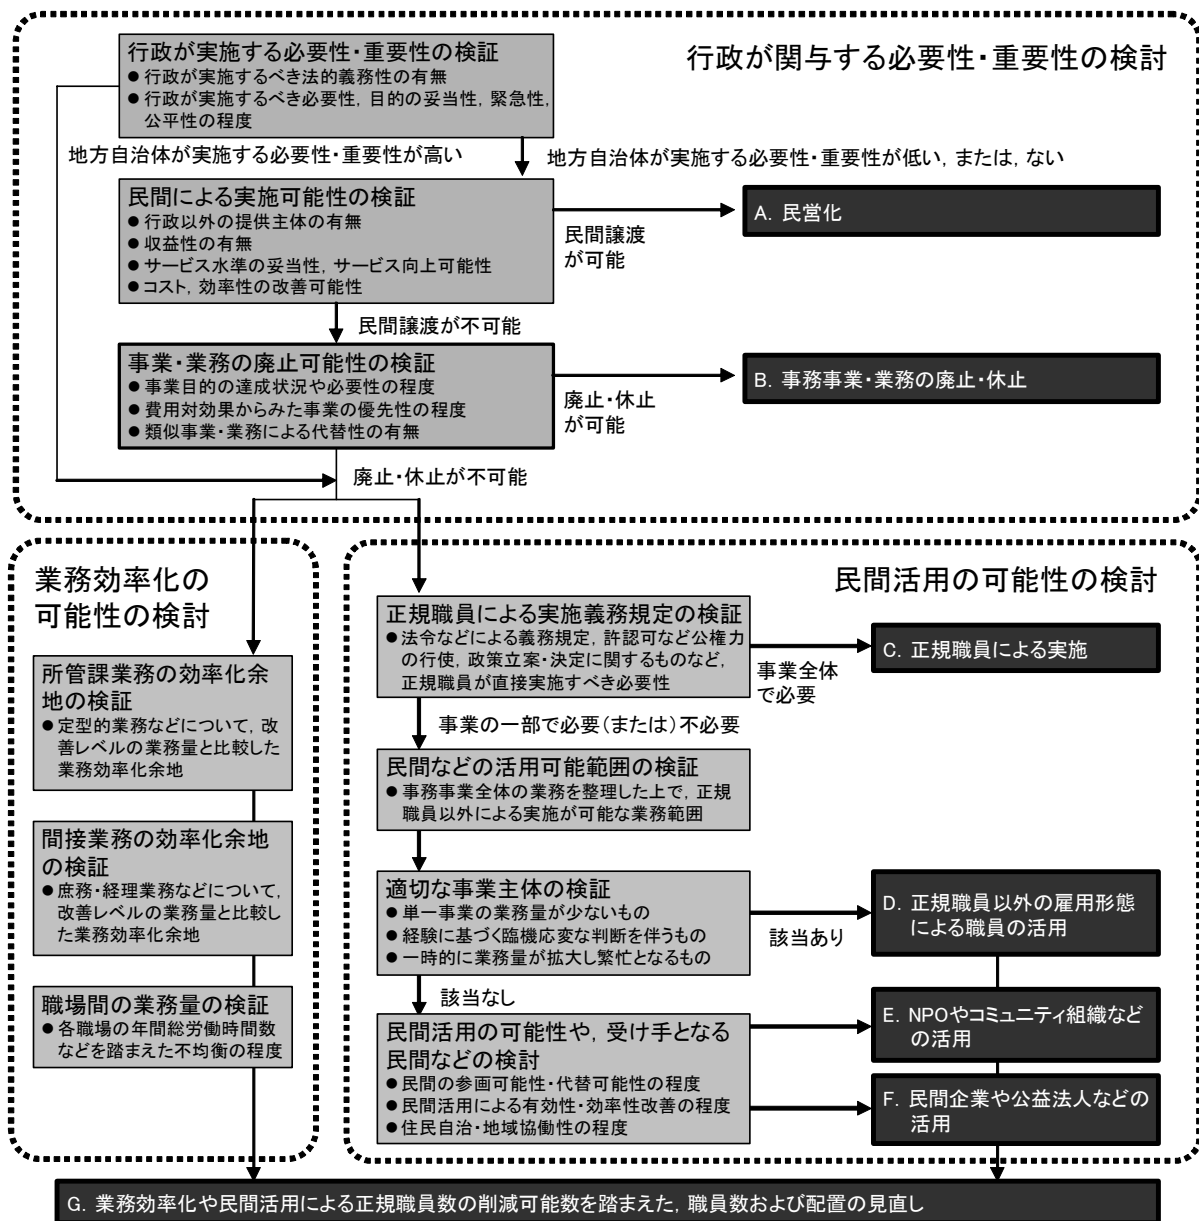 行政が関与する必要性・重要性の検討
行政が実施する必要性・重要性の検証
● 行政が実施するべき法的義務性の有無
● 行政が実施するべき必要性，目的の妥当性，緊急性，
公平性の程度
地方自治体が実施する必要性・重要性が高い
地方自治体が実施する必要性・重要性が低い，または，ない
民間による実施可能性の検証
● 行政以外の提供主体の有無
● 収益性の有無
● サービス水準の妥当性，サービス向上可能性
● コスト，効率性の改善可能性
民間譲渡
が可能
A. 民営化
民間譲渡が不可能
事業・業務の廃止可能性の検証
● 事業目的の達成状況や必要性の程度
● 費用対効果からみた事業の優先性の程度
● 類似事業・業務による代替性の有無
廃止・休止
が可能
B. 事務事業・業務の廃止・休止
廃止・休止が不可能
業務効率化の
可能性の検討
所管課業務の効率化余
地の検証
● 定型的業務などについて，改
善レベルの業務量と比較した
業務効率化余地
間接業務の効率化余地
の検証
● 庶務・経理業務などについて，
改善レベルの業務量と比較し
た業務効率化余地
職場間の業務量の検証
● 各職場の年間総労働時間数
などを踏まえた不均衡の程度
民間活用の可能性の検討
正規職員による実施義務規定の検証
● 法令などによる義務規定，許認可など公権力
の行使，政策立案・決定に関するものなど，
正規職員が直接実施すべき必要性
事業全体
で必要
C. 正規職員による実施
事業の一部で必要（または）不必要
民間などの活用可能範囲の検証
● 事務事業全体の業務を整理した上で，正規
職員以外による実施が可能な業務範囲
適切な事業主体の検証
● 単一事業の業務量が少ないもの
● 経験に基づく臨機応変な判断を伴うもの
● 一時的に業務量が拡大し繁忙となるもの
該当あり
D. 正規職員以外の雇用形態
による職員の活用
該当なし
民間活用の可能性や，受け手となる
民間などの検討
● 民間の参画可能性・代替可能性の程度
● 民間活用による有効性・効率性改善の程度
● 住民自治・地域協働性の程度
E. NPOやコミュニティ組織など
の活用
F. 民間企業や公益法人などの
活用
G. 業務効率化や民間活用による正規職員数の削減可能数を踏まえた，職員数および配置の見直し